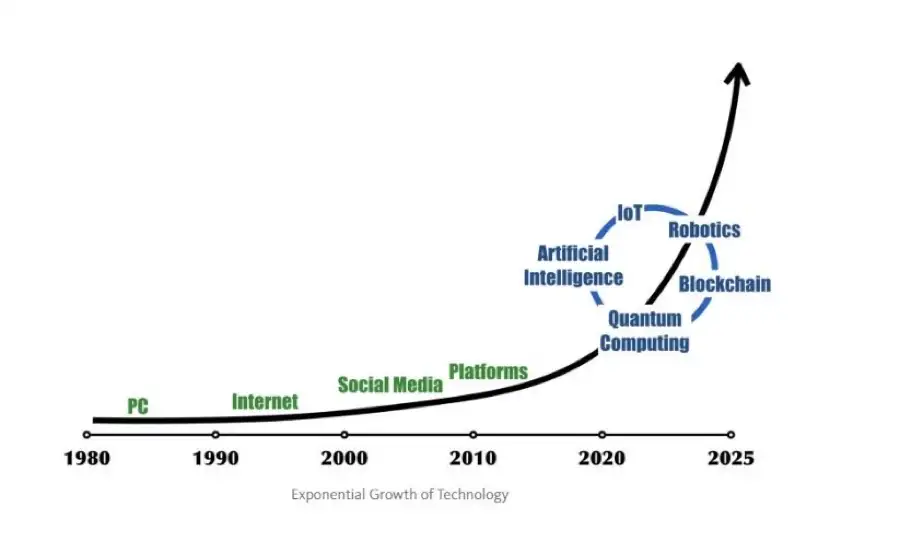 IoT
Robotics
Artificial
Intelligence
Blockchain
Quantum
Computing
Platforms
Social Media
Internet
PC
1980 1990 2000 2010 2020 2025
Exponential Growth of Technology